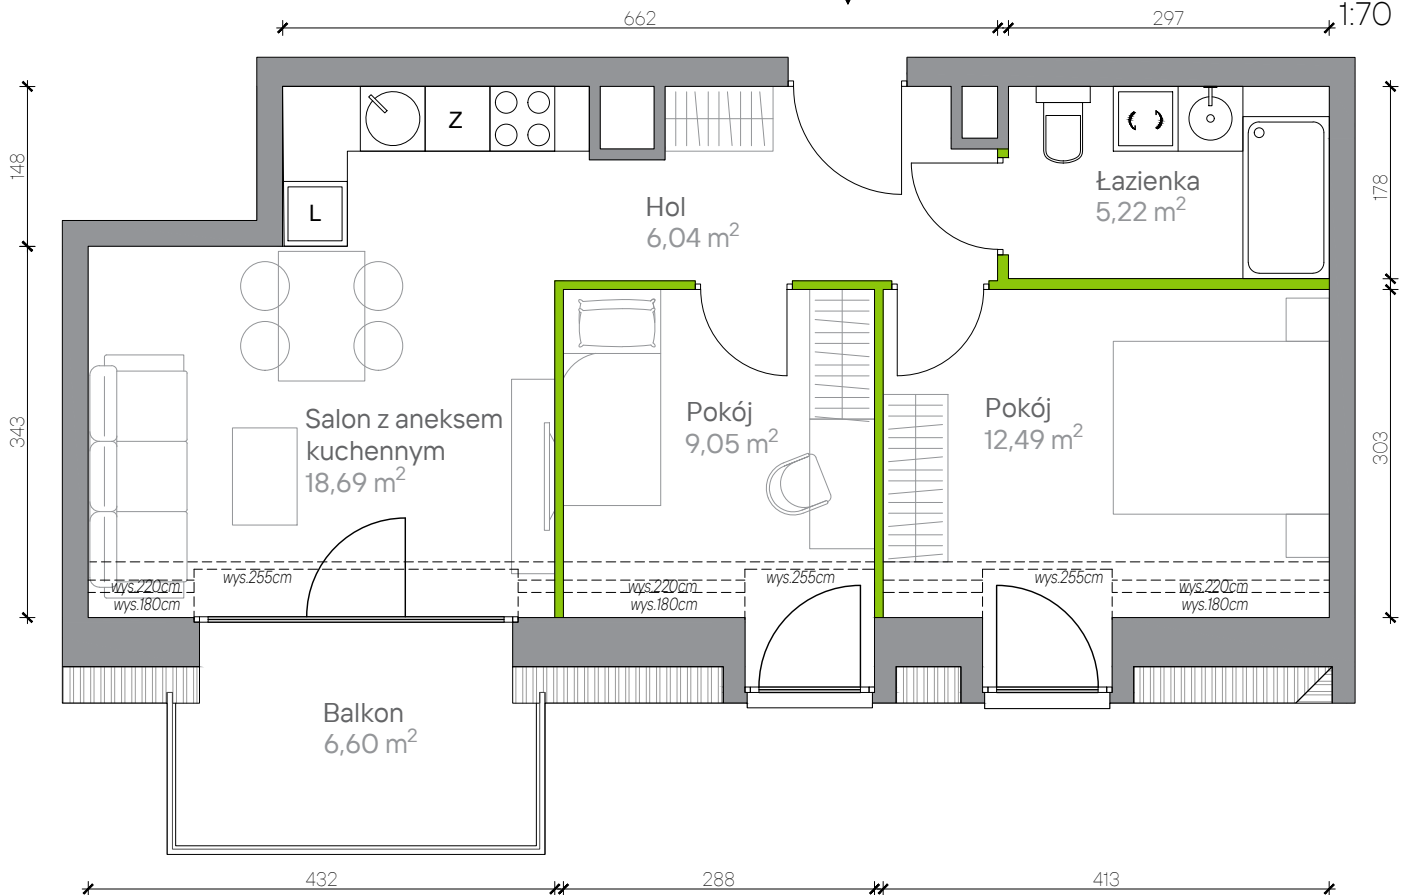 662
297
1:70
148
Z
178
L
Łazienka
5,22 m²
Hol
6,04 m²
343
Salon z aneksem
kuchennym
18,69 m²
Pokój
9,05 m²
Pokój
12,49 m²
303
wys.220cm
wys.180cm
wys.255cm
wys.220cm
wys.180cm
wys.255cm
wys.255cm
wys.220cm
wys.180cm
Balkon
6,60 m²
432
288
413